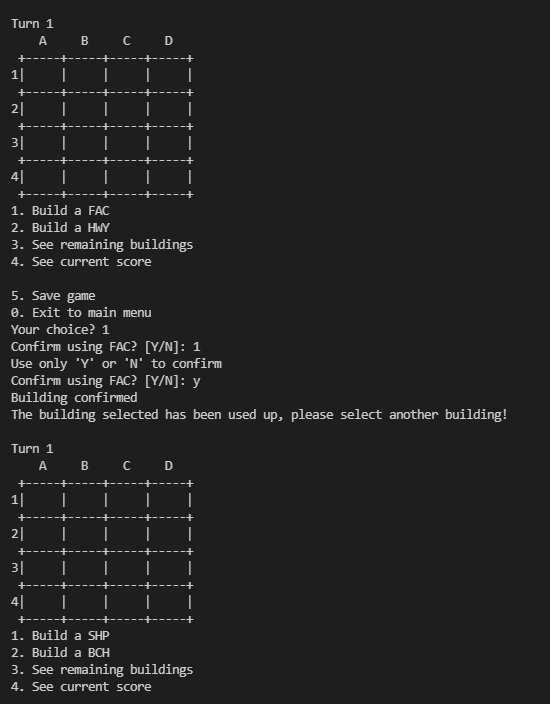 Turn 1
     A     B     C     D
 +-----+-----+-----+-----+
1|     |     |     |     |
 +-----+-----+-----+-----+
2|     |     |     |     |
 +-----+-----+-----+-----+
3|     |     |     |     |
 +-----+-----+-----+-----+
4|     |     |     |     |
 +-----+-----+-----+-----+
1. Build a FAC
2. Build a HWY
3. See remaining buildings
4. See current score

5. Save game
0. Exit to main menu
Your choice? 1
Confirm using FAC? [Y/N]: 1
Use only 'Y' or 'N' to confirm
Confirm using FAC? [Y/N]: y
Building confirmed
The building selected has been used up, please select another building!

Turn 1
     A     B     C     D
 +-----+-----+-----+-----+
1|     |     |     |     |
 +-----+-----+-----+-----+
2|     |     |     |     |
 +-----+-----+-----+-----+
3|     |     |     |     |
 +-----+-----+-----+-----+
4|     |     |     |     |
 +-----+-----+-----+-----+
1. Build a SHP
2. Build a BCH
3. See remaining buildings
4. See current score